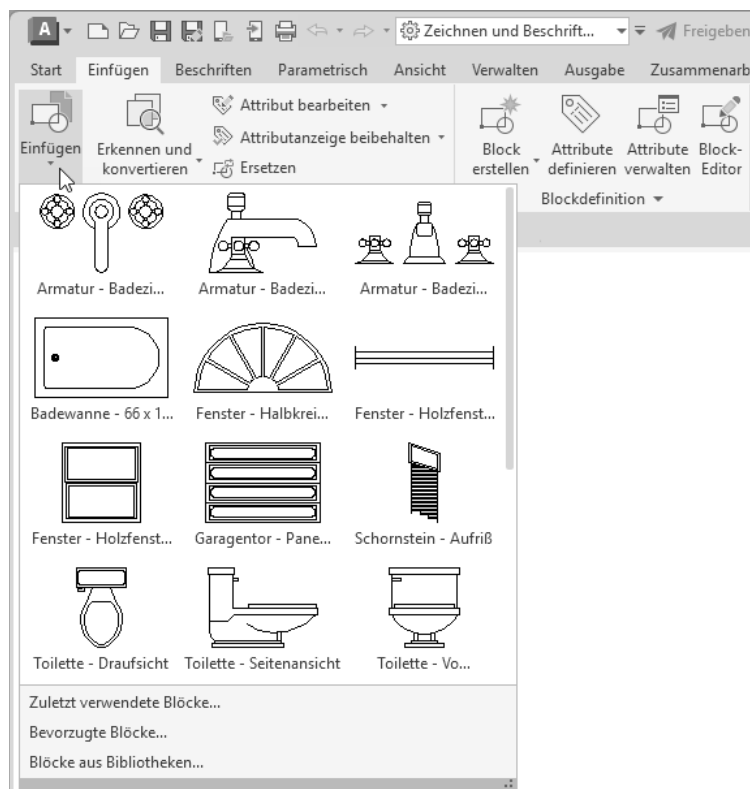 A
Zeichnen und Beschrift...
Freigeben
Start Einfügen Beschriften Parametrisch Ansicht Verwalten Ausgabe Zusammenarb
Einfügen
Erkennen und
konvertieren
Attribut bearbeiten
Attributanzeige beibehalten
Ersetzen
Block
erstellen
Attribute
definieren
Attribute
verwalten
Block-
Editor
Blockdefinition
Armatur - Badezi... Armatur - Badezi... Armatur - Badezi...
Badewanne - 66 x 1... Fenster - Halbkrei... Fenster - Holzfenst...
Fenster - Holzfenst... Garagentor - Pane... Schornstein - Aufriß
Toilette - Draufsicht Toilette - Seitenansicht Toilette - Vo...
Zuletzt verwendete Blöcke...
Bevorzugte Blöcke...
Blöcke aus Bibliotheken...